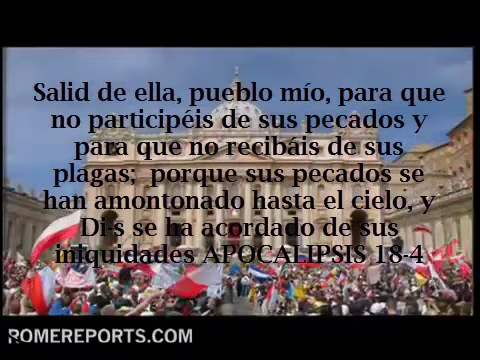 Salid de ella, pueblo mío, para que
no participéis de sus pecados y
para que no recibáis de sus
plagas;  porque sus pecados se
han amontonado hasta el cielo, y
Di-s se ha acordado de sus
iniquidades APOCALIPSIS 18-4
ROMEREPORTS.COM